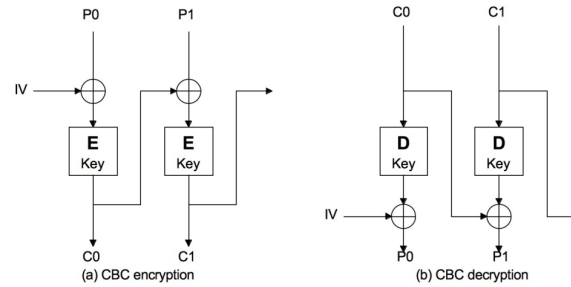 P0 P1
IV
E E
Key Key
C0 C1
(a) CBC encryption
C0 C1
D D
Key Key
IV
P0 P1
(b) CBC decryption